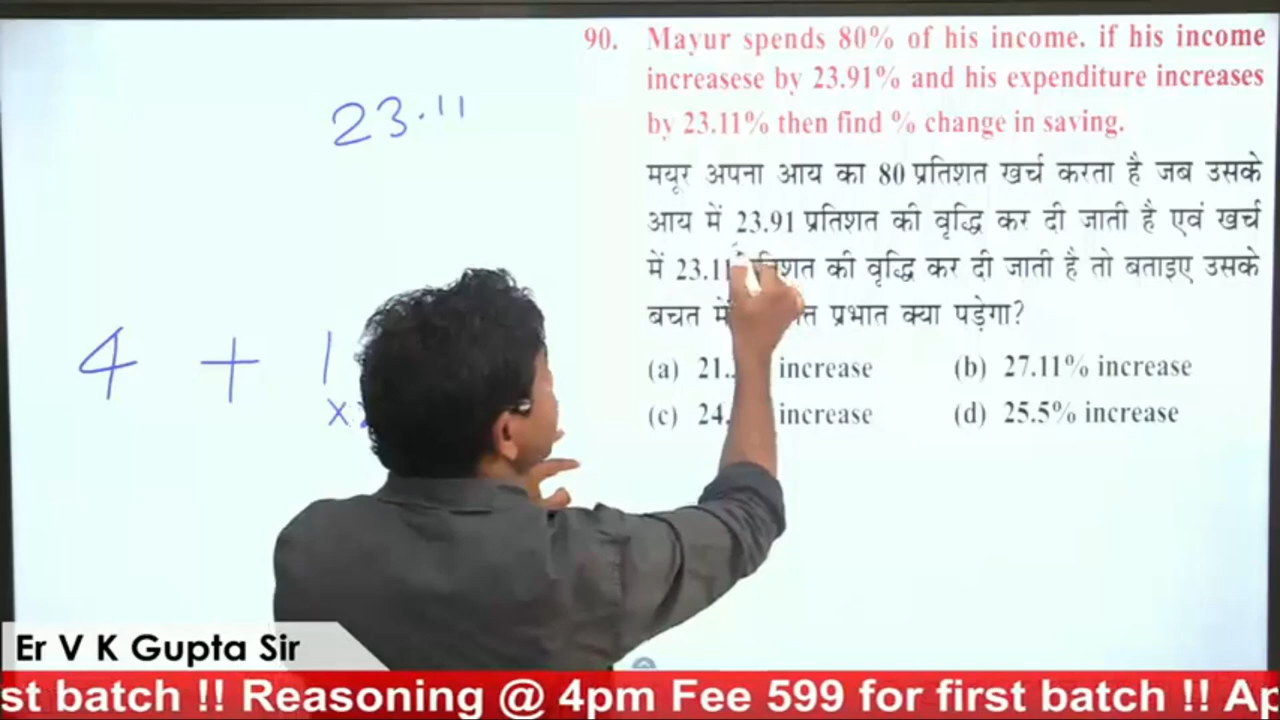 90. Mayur spends 80% of his income. if his income
increasese by 23.91% and his expenditure increases
by 23.11% then find % change in saving.
मयूर अपना आय का 80 प्रतिशत खर्च करता है जब उसके
आय में 23.91 प्रतिशत की वृद्धि कर दी जाती है एवं खर्च
में 23.11 की वृद्धि कर दी जाती है तो बताइए उसके
बचत में प्रभात क्या पड़ेगा?
(a) 21. increase (b) 27.11% increase
(c) 24. increase (d) 25.5% increase
23.11
4 + 1
x
Er V K Gupta Sir
st batch !! Reasoning @ 4pm Fee 599 for first batch !! Ap